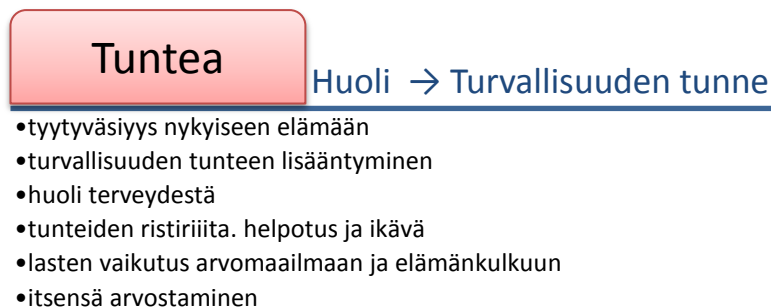 Tuntea
Huoli → Turvallisuuden tunne
•tyytyväsiyys nykyiseen elämään
•turvallisuuden tunteen lisääntyminen
•huoli terveydestä
•tunteiden ristiriiita. helpotus ja ikävä
•lasten vaikutus arvomaailmaan ja elämänkulkuun
•itsensä arvostaminen